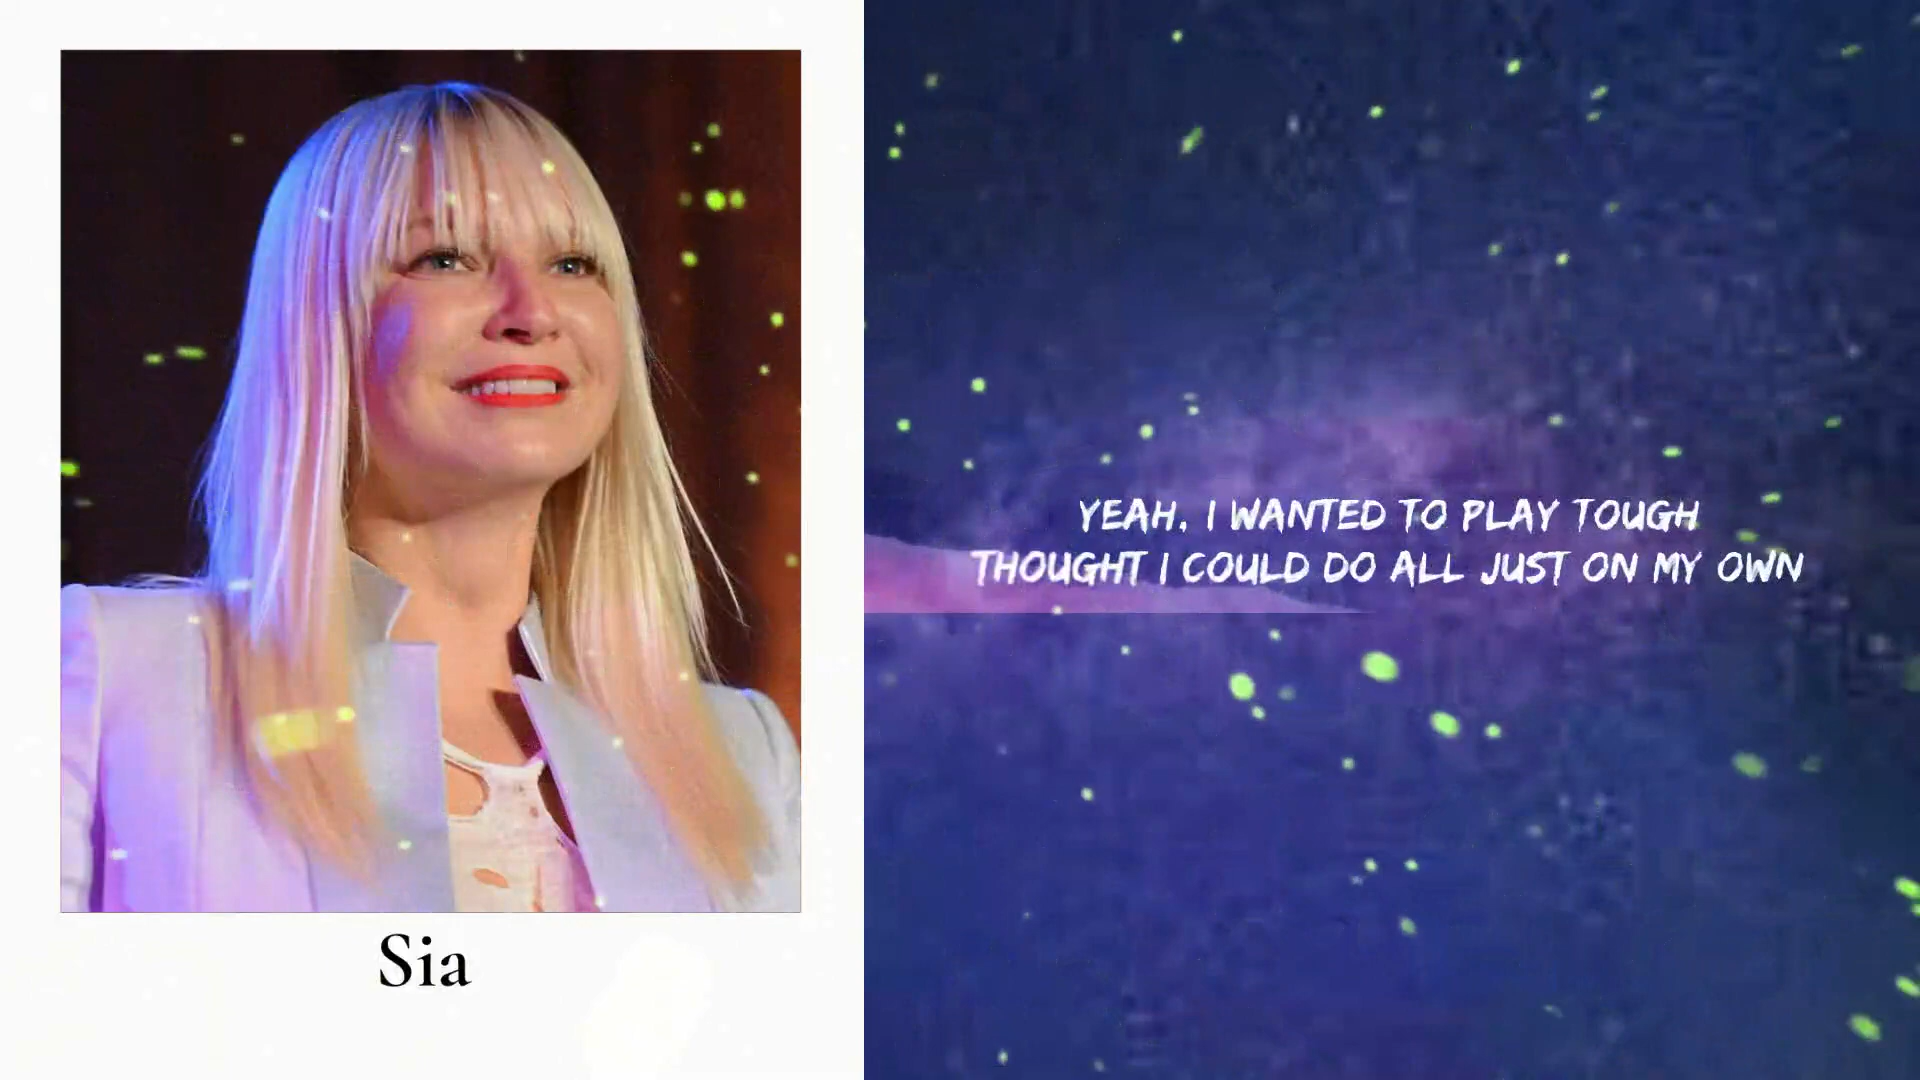 Sia
YEAH, I WANTED TO PLAY TOUGH
THOUGHT I COULD DO ALL JUST ON MY OWN